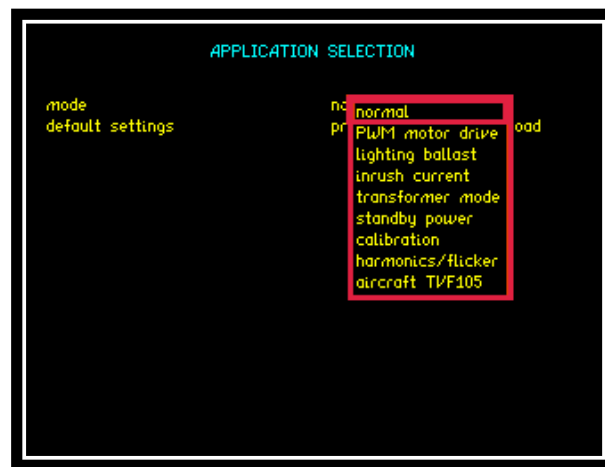 APPLICATION SELECTION
mode
default settings
normal
PWM motor drive
lighting ballast
inrush current
transformer mode
standby power
calibration
harmonics/flicker
aircraft TVF105